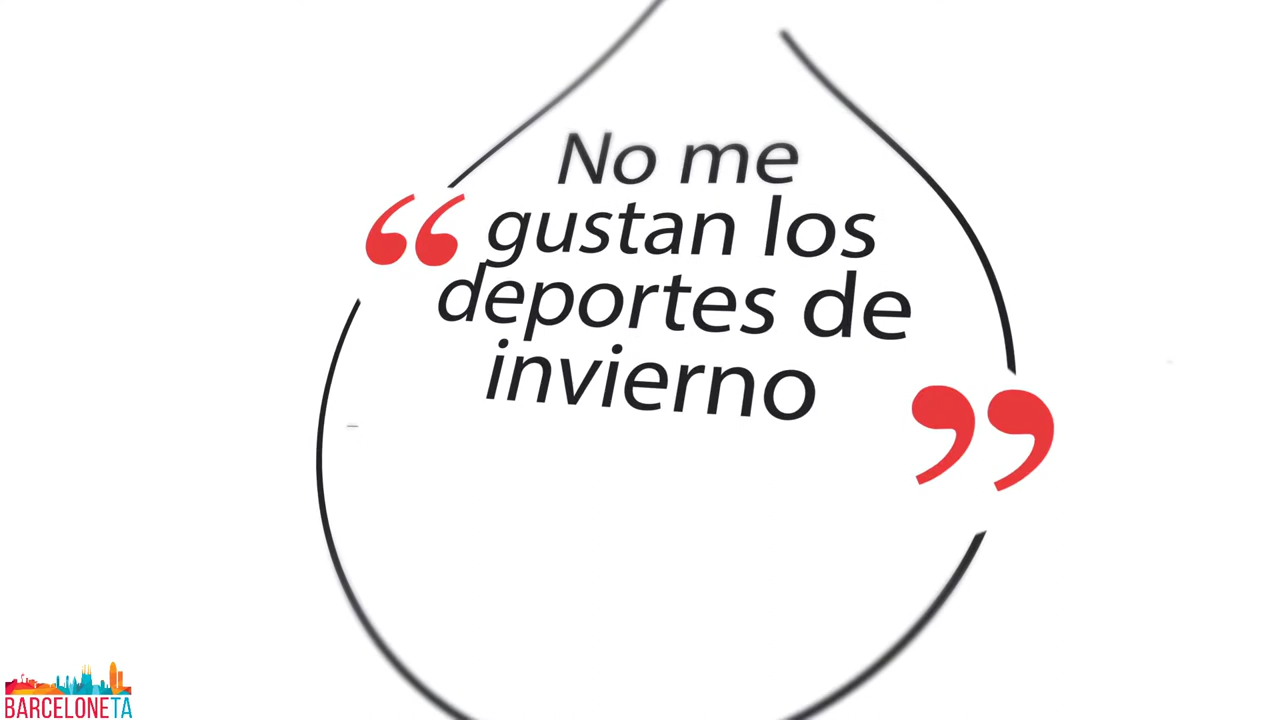 “ No me
gustan los
deportes de
invierno ”
BARCELONETA